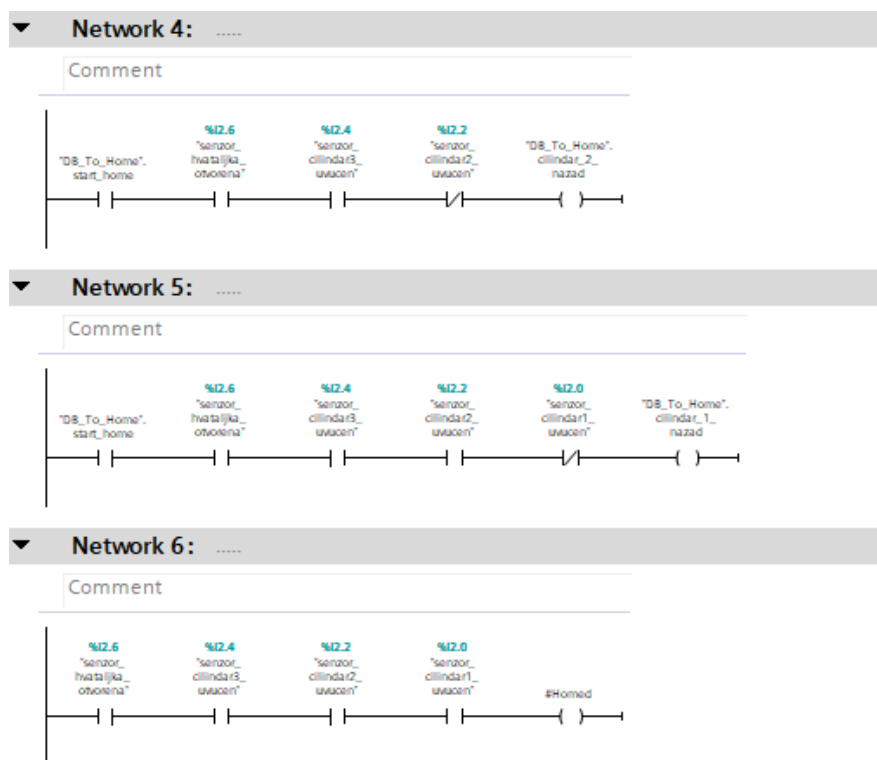 Network 4: .....
Comment
"DB_To_Home".
start_home
%I2.6
"senzor_
hvataljka_
otvorena"
%I2.4
"senzor_
cilindar3_
uvucen"
%I2.2
"senzor_
cilindar2_
uvucen"
"DB_To_Home".
cilindar_2_
nazad
Network 5: .....
Comment
"DB_To_Home".
start_home
%I2.6
"senzor_
hvataljka_
otvorena"
%I2.4
"senzor_
cilindar3_
uvucen"
%I2.2
"senzor_
cilindar2_
uvucen"
%I2.0
"senzor_
cilindar1_
uvucen"
"DB_To_Home".
cilindar_1_
nazad
Network 6: .....
Comment
%I2.6
"senzor_
hvataljka_
otvorena"
%I2.4
"senzor_
cilindar3_
uvucen"
%I2.2
"senzor_
cilindar2_
uvucen"
%I2.0
"senzor_
cilindar1_
uvucen"
#Homed